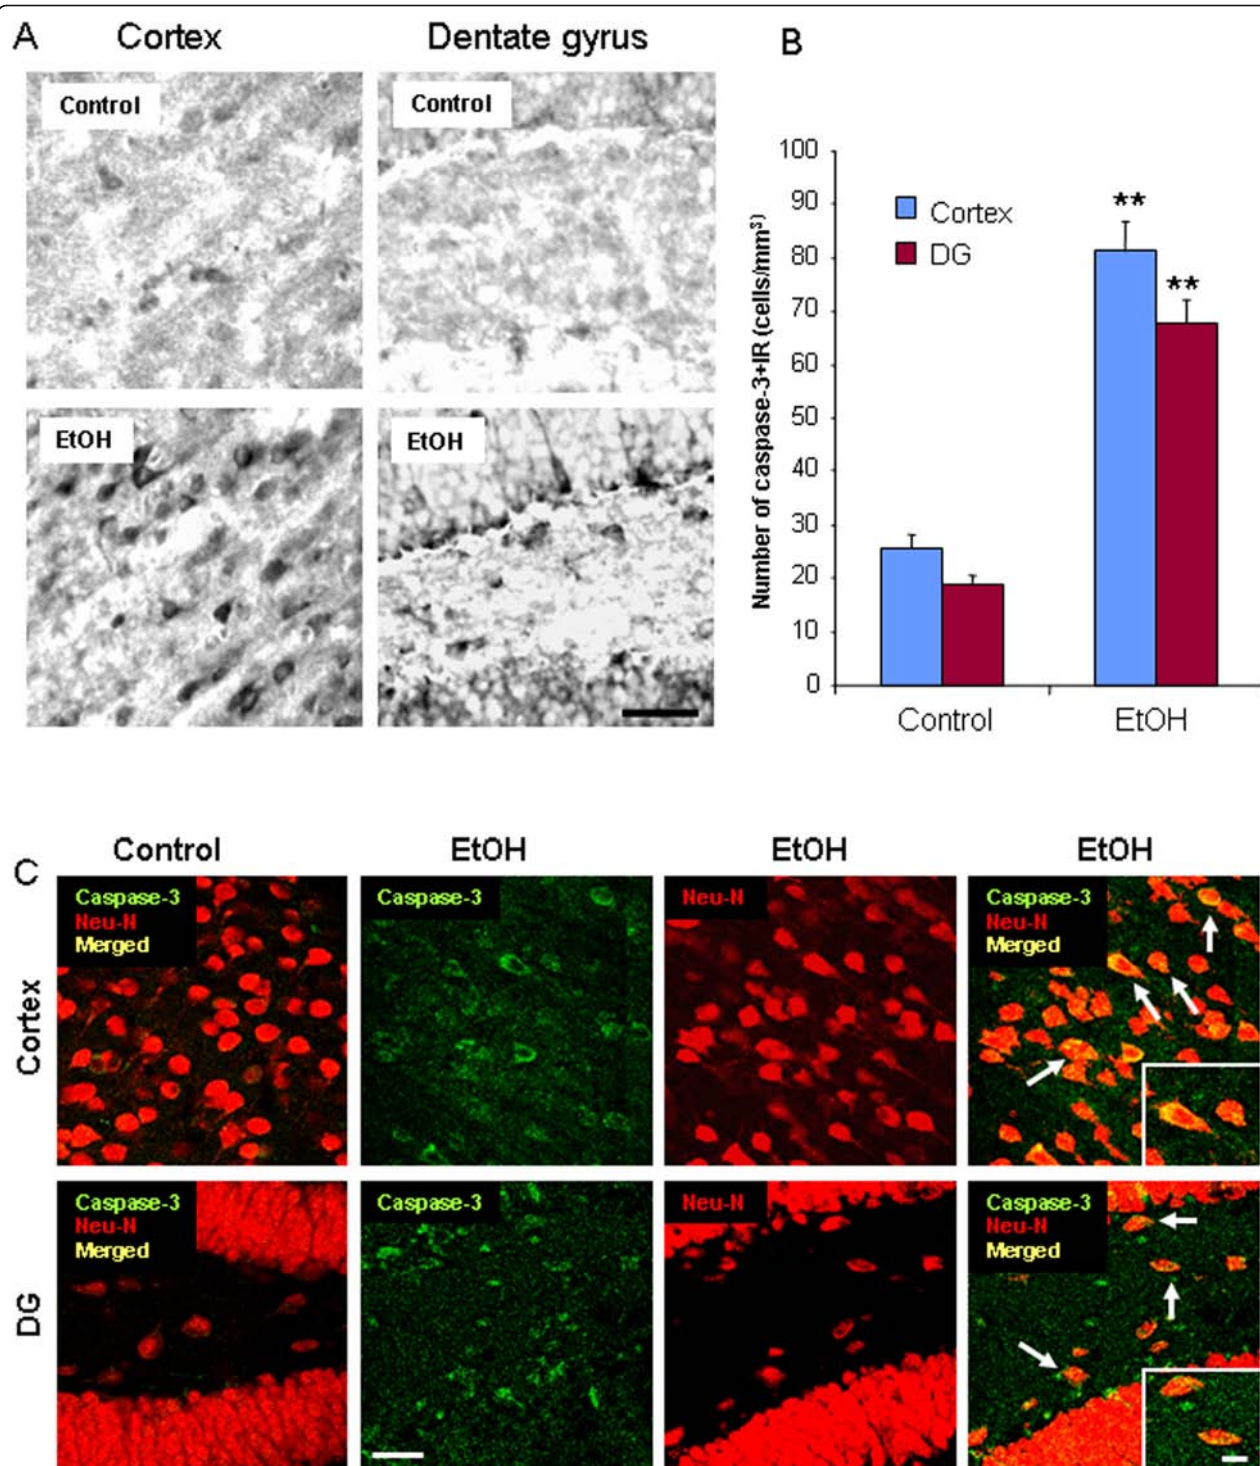 A
Cortex
Dentate gyrus
Control
Control
EtOH
EtOH
B
Number of caspase-3+IR (cells/mm³)
100
90
80
70
60
50
40
30
20
10
0
Cortex
DG
**
**
Control
EtOH
C
Control
EtOH
EtOH
EtOH
Cortex
Caspase-3
Neu-N
Merged
Caspase-3
Neu-N
Caspase-3
Neu-N
Merged
DG
Caspase-3
Neu-N
Merged
Caspase-3
Neu-N
Caspase-3
Neu-N
Merged